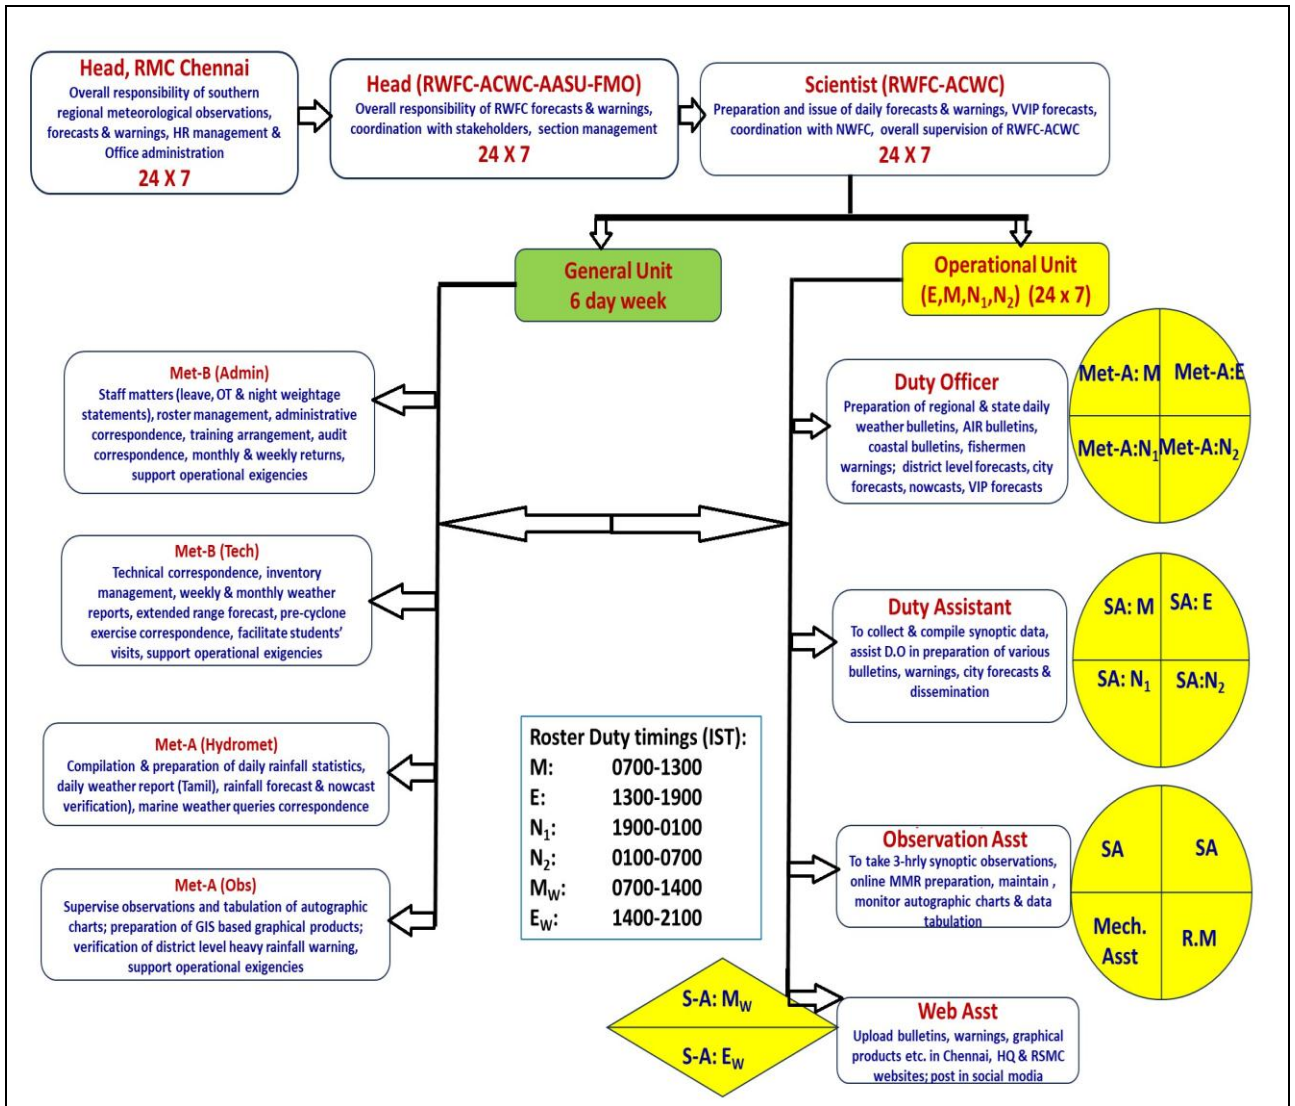 Head, RMC Chennai
Overall responsibility of southern
regional meteorological observations,
forecasts & warnings, HR management &
Office administration
24 X 7
Head (RWFC-ACWC-AASU-FMO)
Overall responsibility of RWFC forecasts & warnings,
coordination with stakeholders, section management
24 X 7
Scientist (RWFC-ACWC)
Preparation and issue of daily forecasts & warnings, VVIP forecasts,
coordination with NWFC, overall supervision of RWFC-ACWC
24 X 7
General Unit
6 day week
Operational Unit
(E,M,N₁,N₂) (24 x 7)
Met-B (Admin)
Staff matters (leave, OT & night weightage
statements), roster management, administrative
correspondence, training arrangement, audit
correspondence, monthly & weekly returns,
support operational exigencies
Met-B (Tech)
Technical correspondence, inventory
management, weekly & monthly weather
reports, extended range forecast, pre-cyclone
exercise correspondence, facilitate students’
visits, support operational exigencies
Met-A (Hydromet)
Compilation & preparation of daily rainfall statistics,
daily weather report (Tamil), rainfall forecast & nowcast
verification), marine weather queries correspondence
Met-A (Obs)
Supervise observations and tabulation of autographic
charts; preparation of GIS based graphical products;
verification of district level heavy rainfall warning,
support operational exigencies
Roster Duty timings (IST):
M: 0700-1300
E: 1300-1900
N₁: 1900-0100
N₂: 0100-0700
M_W: 0700-1400
E_W: 1400-2100
Duty Officer
Preparation of regional & state daily
weather bulletins, AIR bulletins,
coastal bulletins, fishermen
warnings; district level forecasts, city
forecasts, nowcasts, VIP forecasts
Met-A: M Met-A:E
Met-A:N₁ Met-A:N₂
Duty Assistant
To collect & compile synoptic data,
assist D.O in preparation of various
bulletins, warnings, city forecasts &
dissemination
SA: M SA: E
SA: N₁ SA:N₂
Observation Asst
To take 3-hrly synoptic observations,
online MMR preparation, maintain ,
monitor autographic charts & data
tabulation
SA SA
Mech.
Asst
R.M
S-A: M_W
S-A: E_W
Web Asst
Upload bulletins, warnings, graphical
products etc. in Chennai, HQ & RSMC
websites; post in social modia